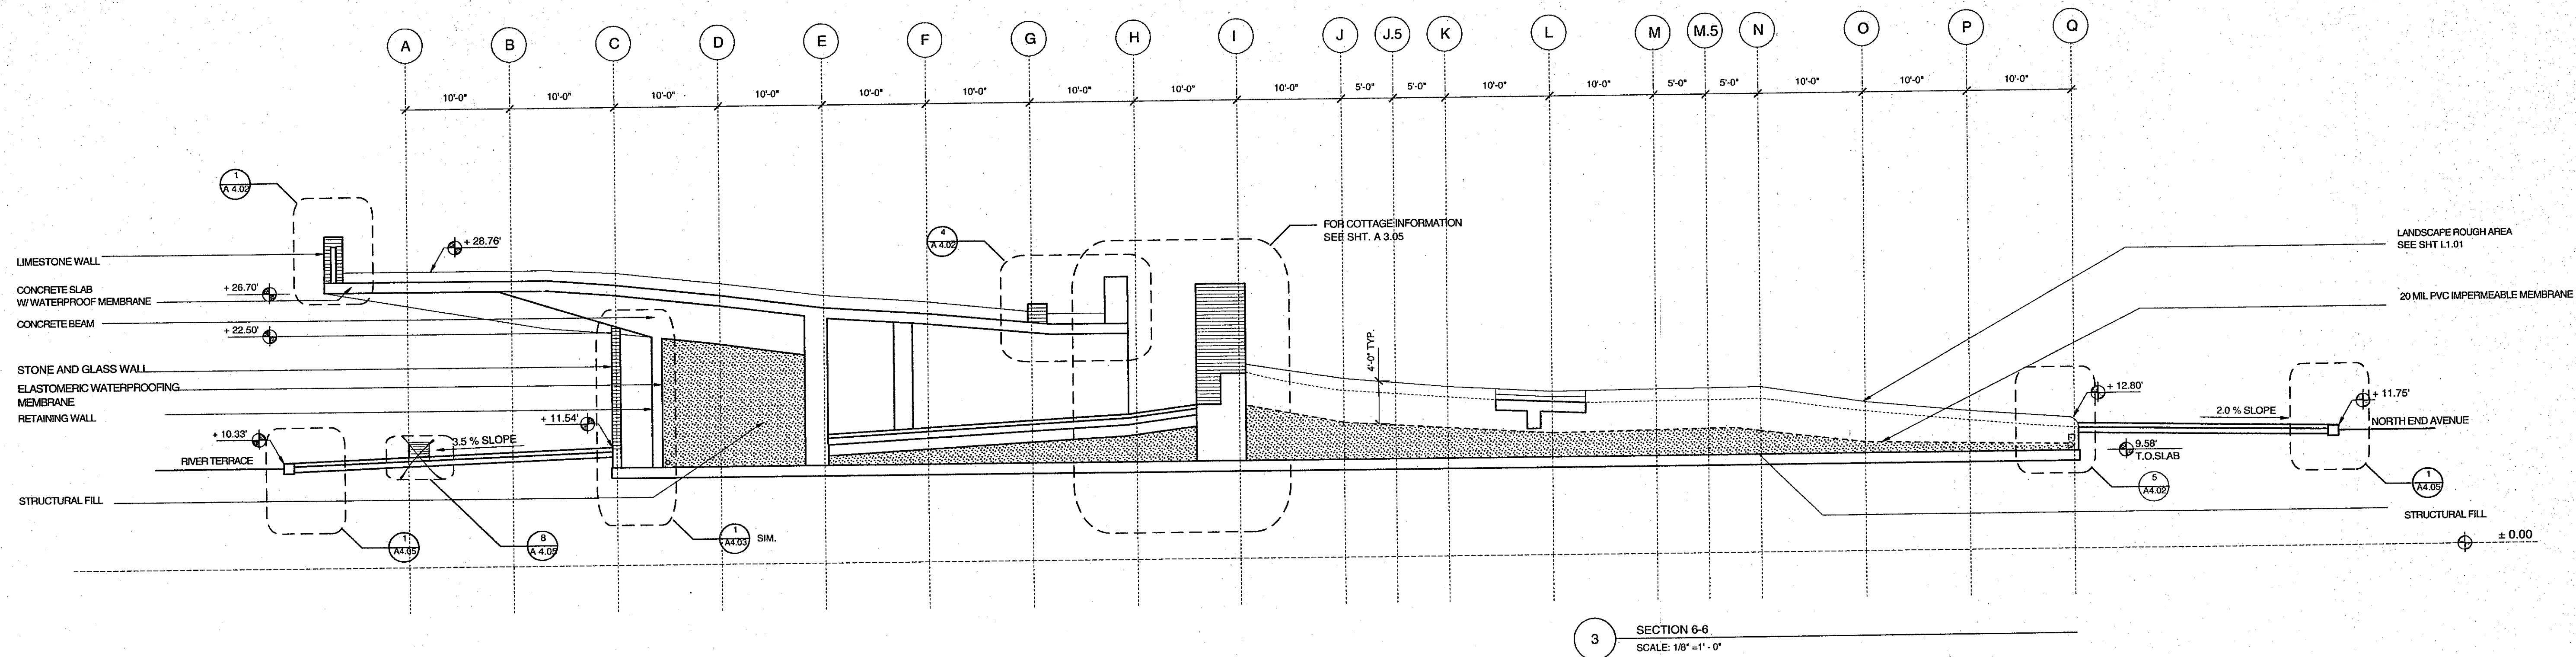 A
B
C
D
E
F
G
H
I
J
J.5
K
L
M
M.5
N
O
P
Q
10'-0"
10'-0"
10'-0"
10'-0"
10'-0"
10'-0"
10'-0"
10'-0"
10'-0"
5'-0"
5'-0"
10'-0"
10'-0"
5'-0"
5'-0"
10'-0"
10'-0"
10'-0"
1
A 4.02
4
A 4.02
FOR COTTAGE INFORMATION
SEE SHT. A 3.05
LANDSCAPE ROUGH AREA
SEE SHT L1.01
+ 28.76'
LIMESTONE WALL
CONCRETE SLAB
W/ WATERPROOF MEMBRANE
+ 26.70'
20 MIL PVC IMPERMEABLE MEMBRANE
CONCRETE BEAM
+ 22.50'
4'-0" TYP.
STONE AND GLASS WALL
ELASTOMERIC WATERPROOFING
MEMBRANE
RETAINING WALL
+ 11.54'
+ 12.80'
+ 11.75'
2.0 % SLOPE
NORTH END AVENUE
+ 10.33'
3.5 % SLOPE
RIVER TERRACE
9.58'
T.O.SLAB
STRUCTURAL FILL
5
A4.02
1
A4.05
STRUCTURAL FILL
1
A4.05
8
A 4.05
1
A4.03
SIM.
± 0.00
3
SECTION 6-6
SCALE: 1/8" =1' - 0"